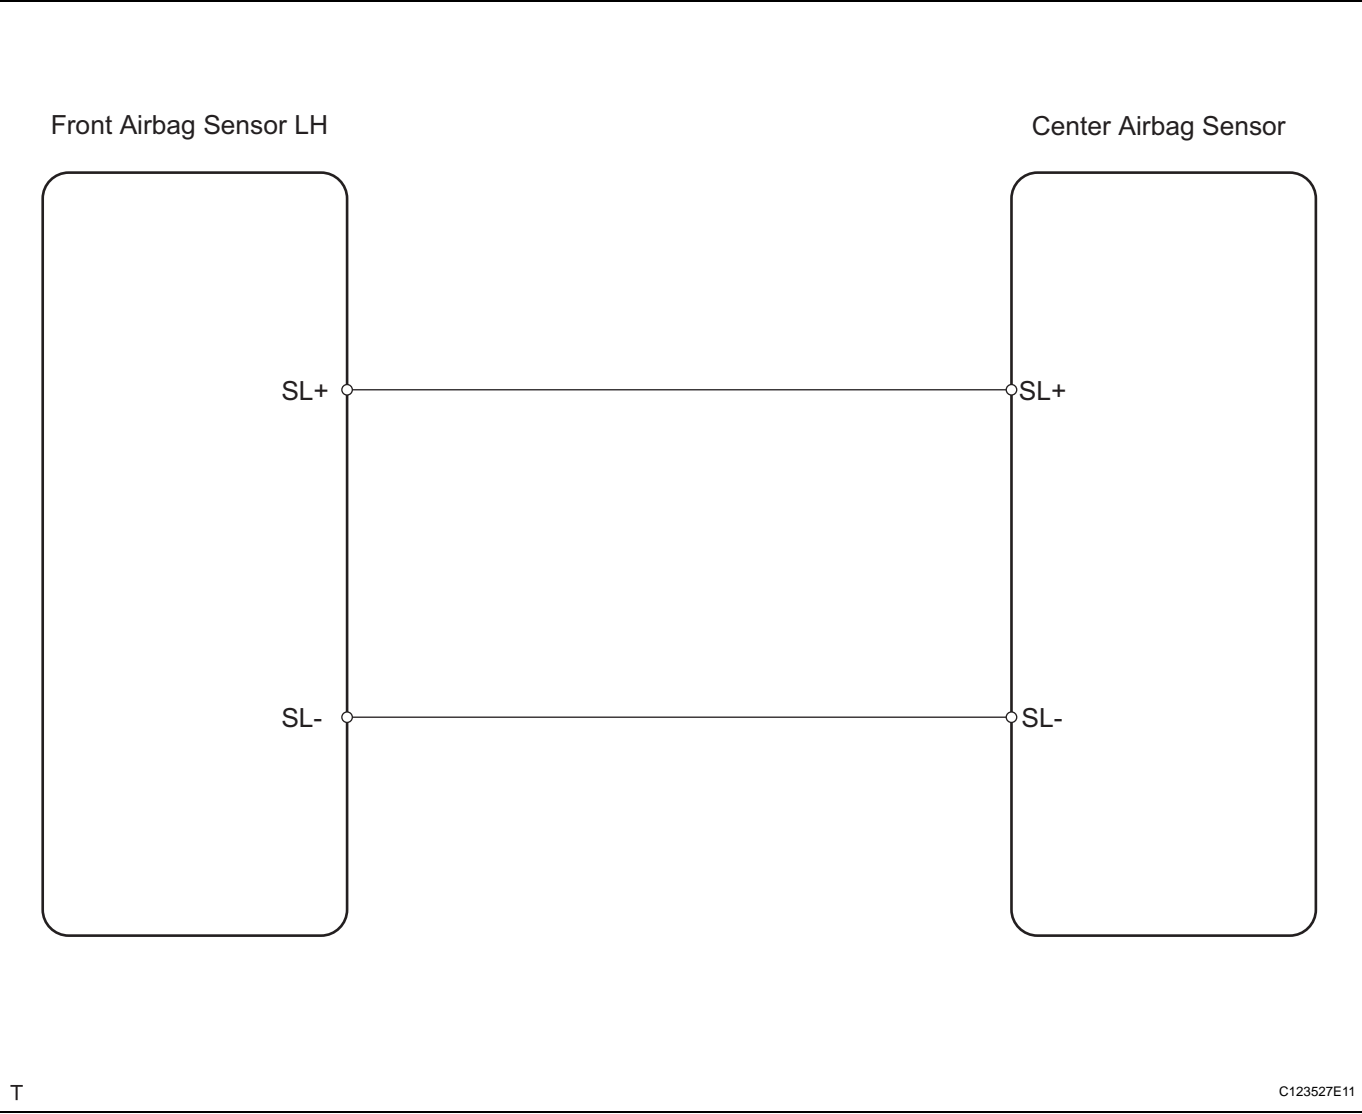 Front Airbag Sensor LH
Center Airbag Sensor
SL+
SL+
SL-
SL-
T
C123527E11